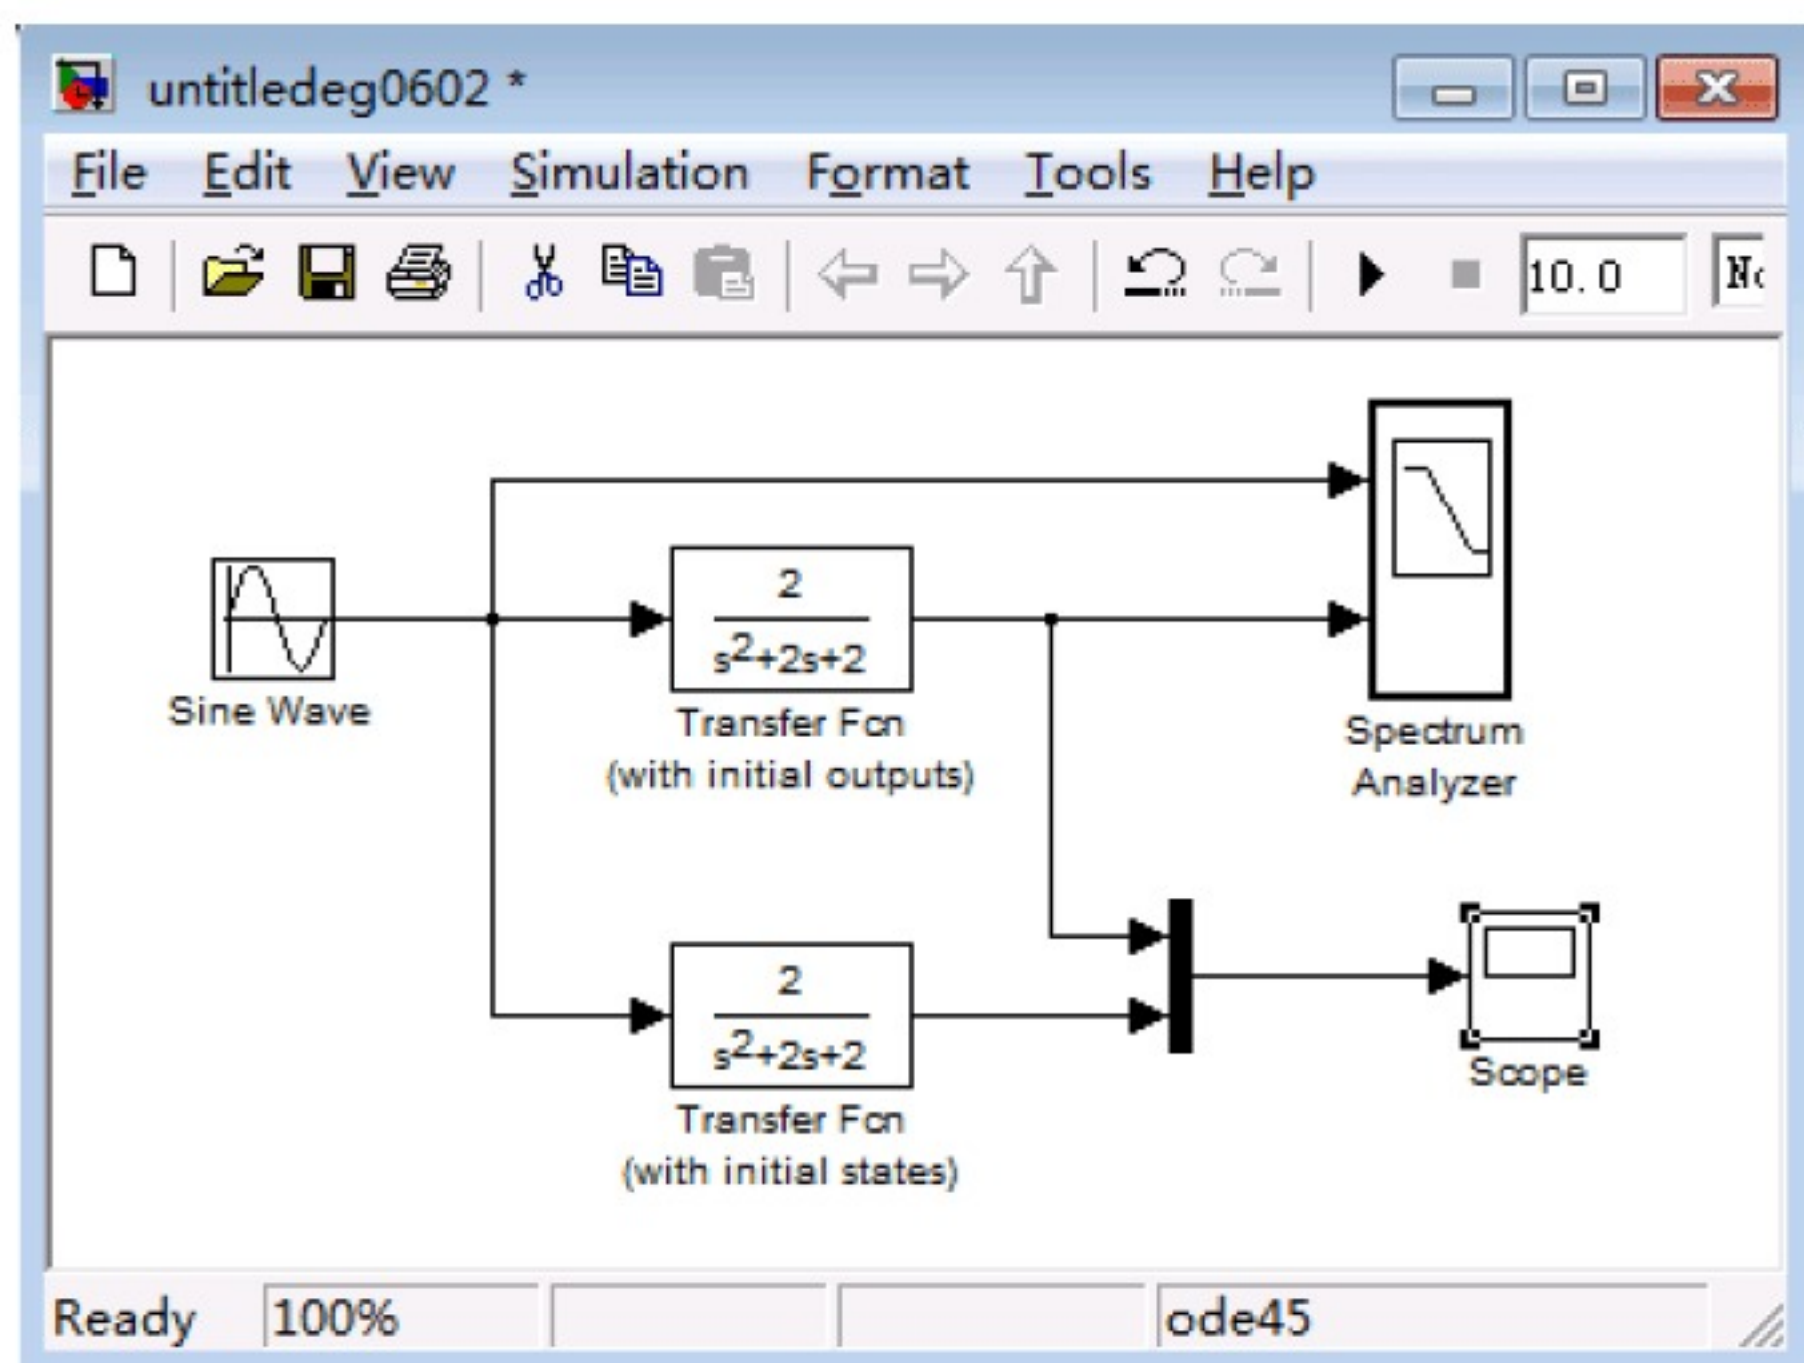 untitledeg0602 *
File Edit View Simulation Format Tools Help
10.0 No
Sine Wave
2
s²+2s+2
Transfer Fcn
(with initial outputs)
Spectrum
Analyzer
2
s²+2s+2
Transfer Fcn
(with initial states)
Scope
Ready 100% ode45